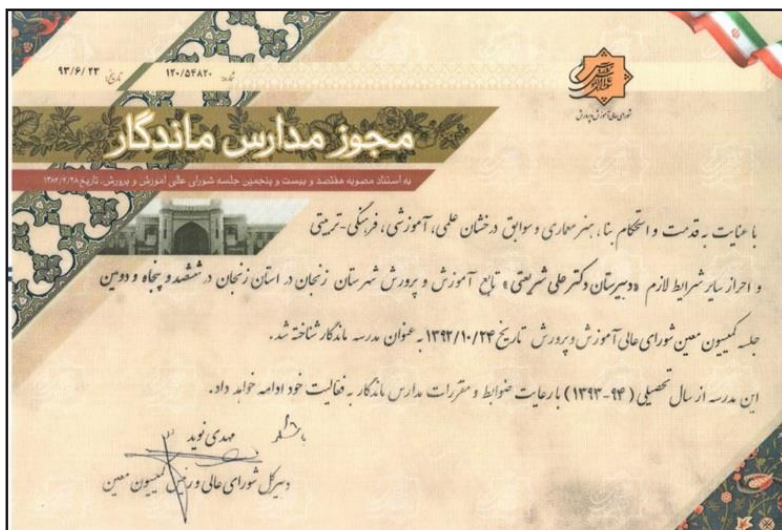 شماره: ۱۲۰/۵۴۸۲۰ تاریخ: ۹۳/۶/۲۳
شورای عالی آموزش و پرورش
مجوز مدارس ماندگار
به استناد مصوبه هفتصد و بیست و پنجمین جلسه شورای عالی آموزش و پرورش، تاریخ ۱۳۸۳/۲/۲۸
با عنایت به قدمت و استحکام بنا، هنر معماری و سوابق درخشان علمی، آموزشی، فرهنگی-تربیتی
و احراز سایر شرایط لازم «دبیرستان دکتر علی شریعتی» تابع آموزش و پرورش شهرستان زنجان در استان زنجان در ششصد و پنجاه و دومین
جلسه کمیسیون معین شورای عالی آموزش و پرورش تاریخ ۱۳۹۲/۱۰/۲۴ به عنوان مدرسه ماندگار شناخته شد.
این مدرسه از سال تحصیلی (۹۴-۱۳۹۳) با رعایت ضوابط و مقررات مدارس ماندگار به فعالیت خود ادامه خواهد داد.
مهدی نوید
دبیرکل شورای عالی و رئیس کمیسیون معین